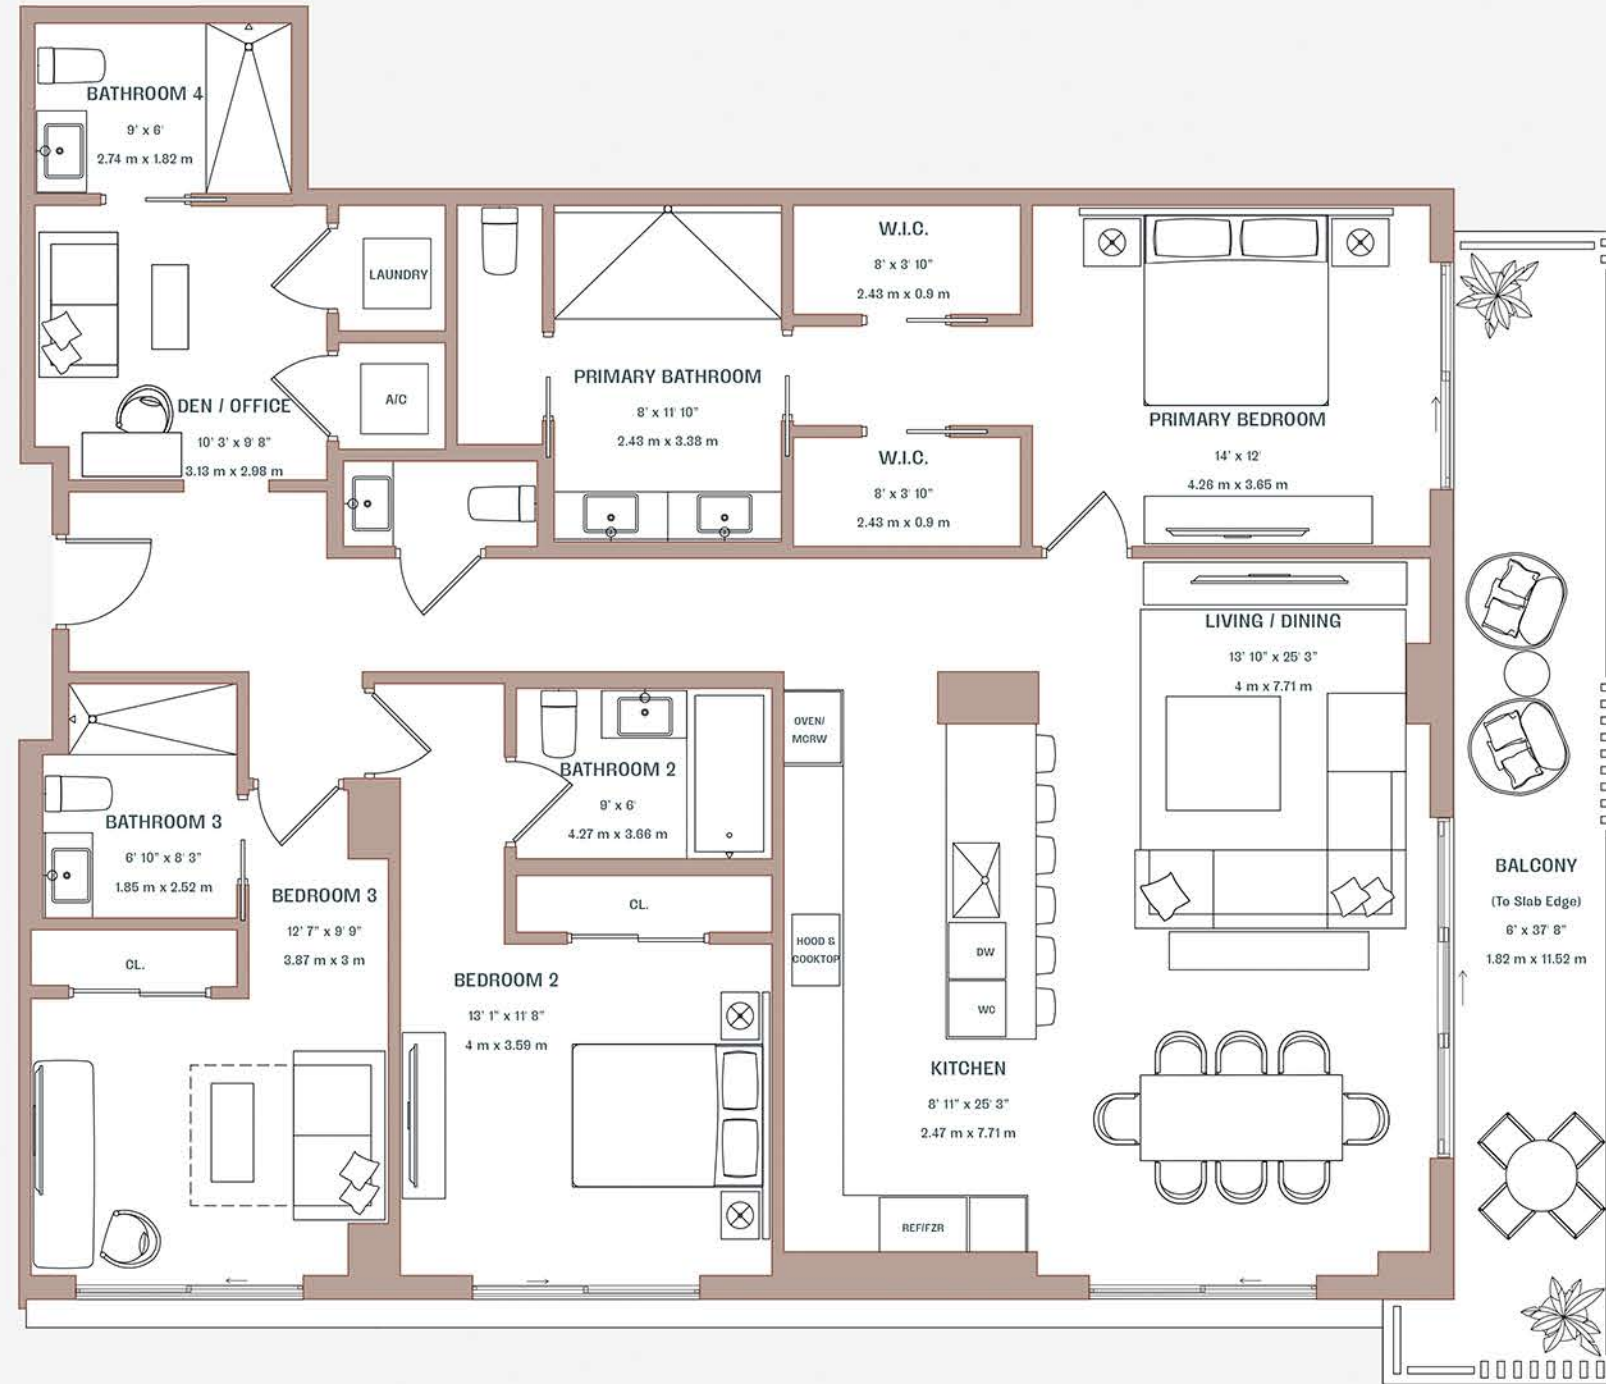 BATHROOM 4
9' x 6'
2.74 m x 1.82 m
LAUNDRY
A/C
DEN / OFFICE
10' 3' x 9' 8"
3.13 m x 2.98 m
PRIMARY BATHROOM
8' x 11' 10"
2.43 m x 3.38 m
W.I.C.
8' x 3' 10"
2.43 m x 0.9 m
W.I.C.
8' x 3' 10"
2.43 m x 0.9 m
PRIMARY BEDROOM
14' x 12'
4.26 m x 3.65 m
LIVING / DINING
13' 10" x 25' 3"
4 m x 7.71 m
BATHROOM 3
6' 10" x 8' 3"
1.85 m x 2.52 m
CL.
BEDROOM 3
12' 7" x 9' 9"
3.87 m x 3 m
BATHROOM 2
9' x 6'
4.27 m x 3.66 m
CL.
BEDROOM 2
13' 1" x 11' 8"
4 m x 3.59 m
OVEN/
MCRW
HOOD &
COOKTOP
DW
WC
KITCHEN
8' 11" x 25' 3"
2.47 m x 7.71 m
REF/FZR
BALCONY
(To Slab Edge)
6' x 37' 8"
1.82 m x 11.52 m